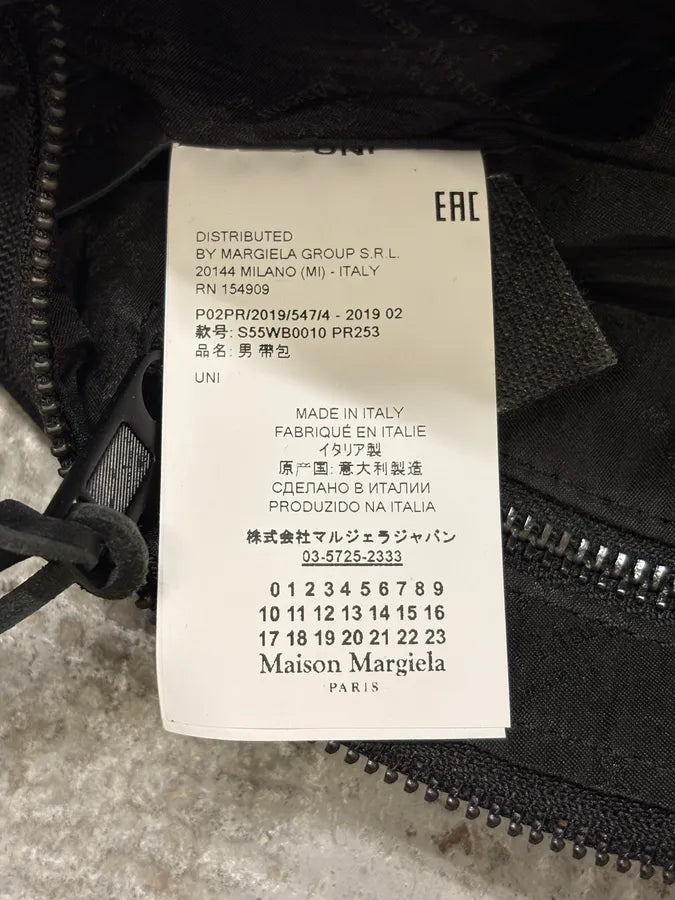 UNI
EAC
DISTRIBUTED
BY MARGIELA GROUP S.R.L.
20144 MILANO (MI) - ITALY
RN 154909
P02PR/2019/547/4 - 2019 02
款号: S55WB0010 PR253
品名: 男 帶包
UNI
MADE IN ITALY
FABRIQUÉ EN ITALIE
イタリア製
原产国: 意大利製造
СДЕЛАНО В ИТАЛИИ
PRODUZIDO NA ITALIA
株式会社マルジェラジャパン
03-5725-2333
0 1 2 3 4 5 6 7 8 9
10 11 12 13 14 15 16
17 18 19 20 21 22 23
Maison Margiela
PARIS